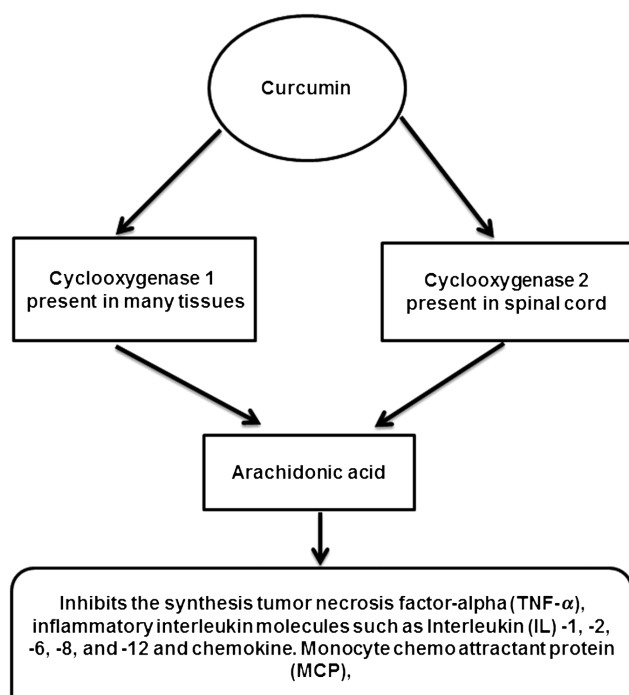 Curcumin
Cyclooxygenase 1
present in many tissues
Cyclooxygenase 2
present in spinal cord
Arachidonic acid
Inhibits the synthesis tumor necrosis factor-alpha (TNF-α),
inflammatory interleukin molecules such as Interleukin (IL) -1, -2,
-6, -8, and -12 and chemokine. Monocyte chemo attractant protein
(MCP),